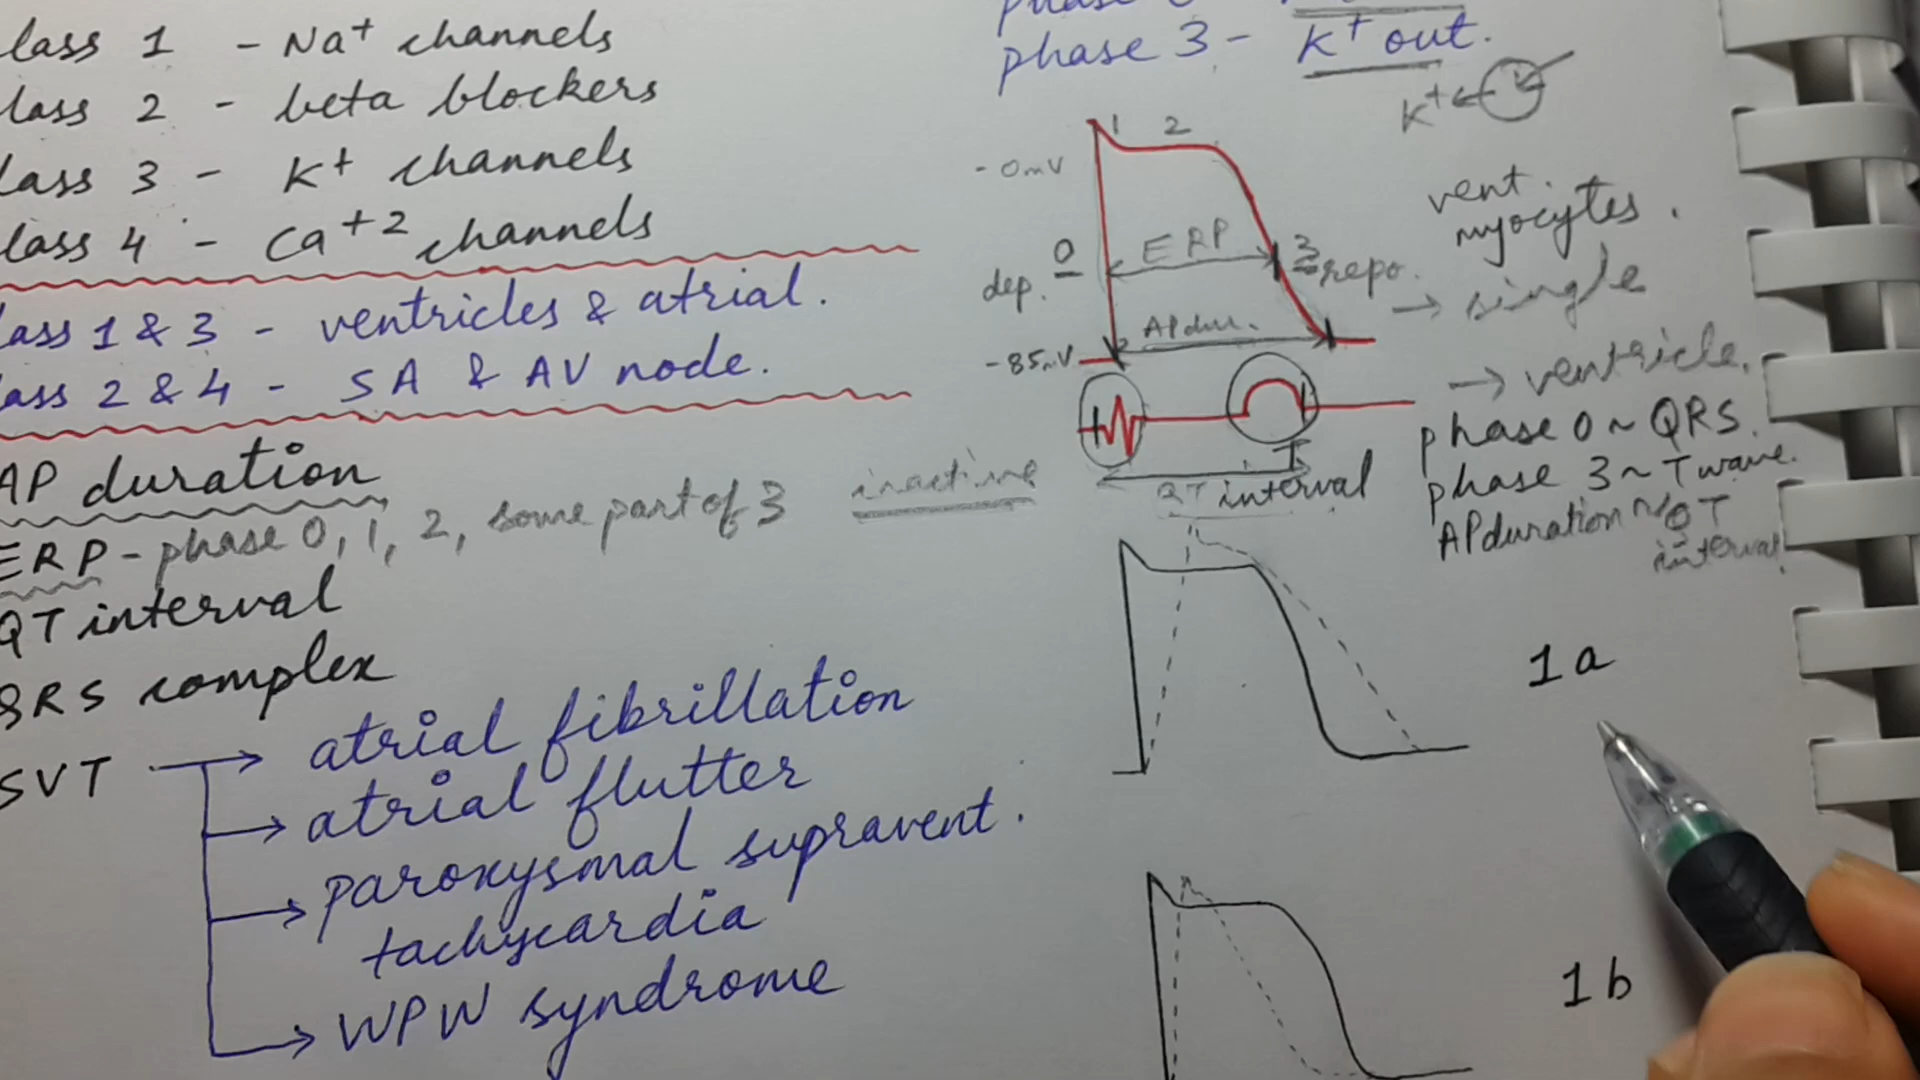 lass 1 - Na+ channels
lass 2 - beta blockers
lass 3 - K+ channels
lass 4 - Ca+2 channels
lass 1 & 3 - ventricles & atrial.
ass 2 & 4 - SA & AV node.
AP duration
ERP - phase 0, 1, 2, some part of 3 inactive
QT interval
QRS complex
SVT
atrial fibrillation
atrial flutter
paroxysmal supravent.
tachycardia
WPW syndrome
phase 3 - K+ out.
K+
1 2
- 0mV
0
dep.
ERP
3
repo.
AP dur.
-85mV
vent.
myocytes.
→ single
→ ventricle.
phase 0 ~ QRS.
phase 3 ~ T wave.
AP duration ~ QT
interval
T
QT interval
1a
1b